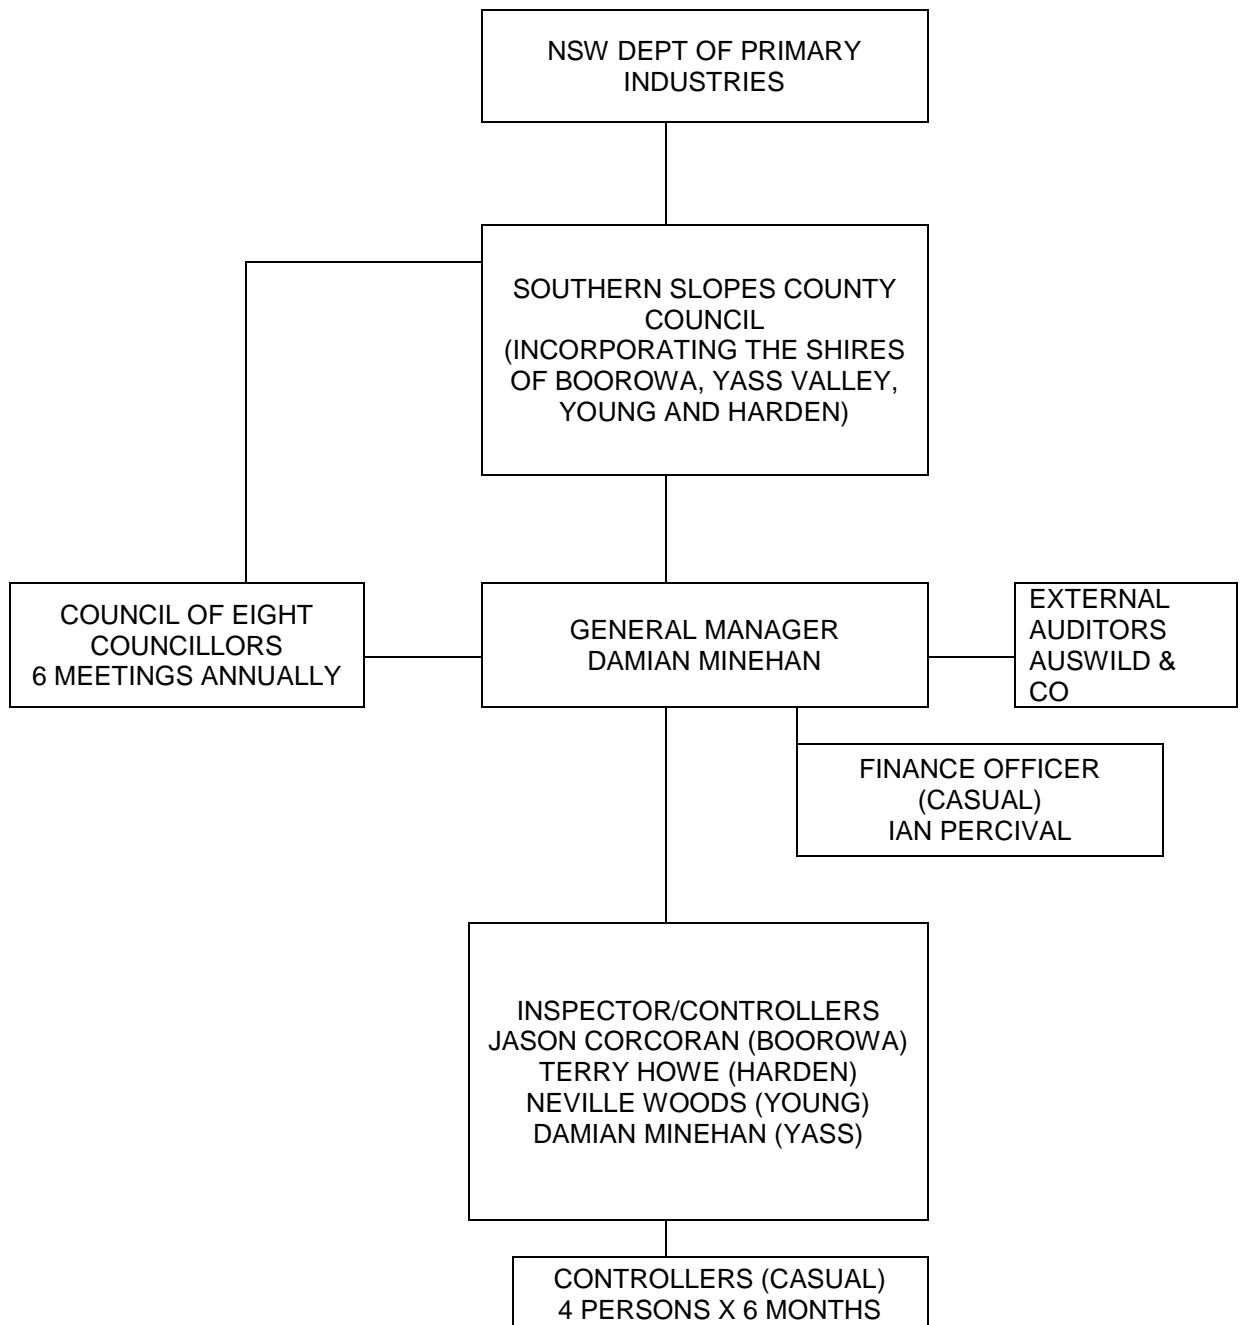 NSW DEPT OF PRIMARY
INDUSTRIES
SOUTHERN SLOPES COUNTY
COUNCIL
(INCORPORATING THE SHIRES
OF BOOROWA, YASS VALLEY,
YOUNG AND HARDEN)
COUNCIL OF EIGHT
COUNCILLORS
6 MEETINGS ANNUALLY
GENERAL MANAGER
DAMIAN MINEHAN
EXTERNAL
AUDITORS
AUSWILD &
CO
FINANCE OFFICER
(CASUAL)
IAN PERCIVAL
INSPECTOR/CONTROLLERS
JASON CORCORAN (BOOROWA)
TERRY HOWE (HARDEN)
NEVILLE WOODS (YOUNG)
DAMIAN MINEHAN (YASS)
CONTROLLERS (CASUAL)
4 PERSONS X 6 MONTHS